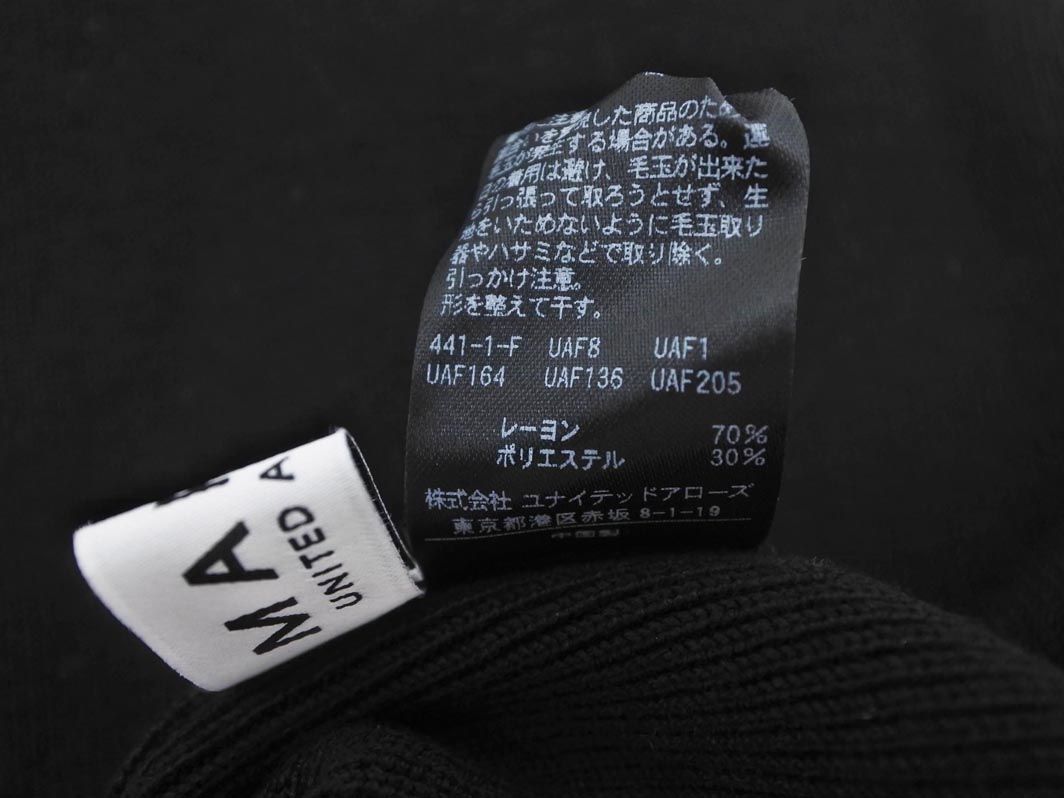 した商品のため
する場合がある。連
の着用は避け、毛玉が出来た
ら引っ張って取ろうとせず、生
地をいためないように毛玉取り
器やハサミなどで取り除く。
引っかけ注意。
形を整えて干す。
441-1-F UAF8 UAF1
UAF164 UAF136 UAF205
レーヨン 70%
ポリエステル 30%
株式会社 ユナイテッドアローズ
東京都港区赤坂 8-1-19
中国製
MA
UNITED A